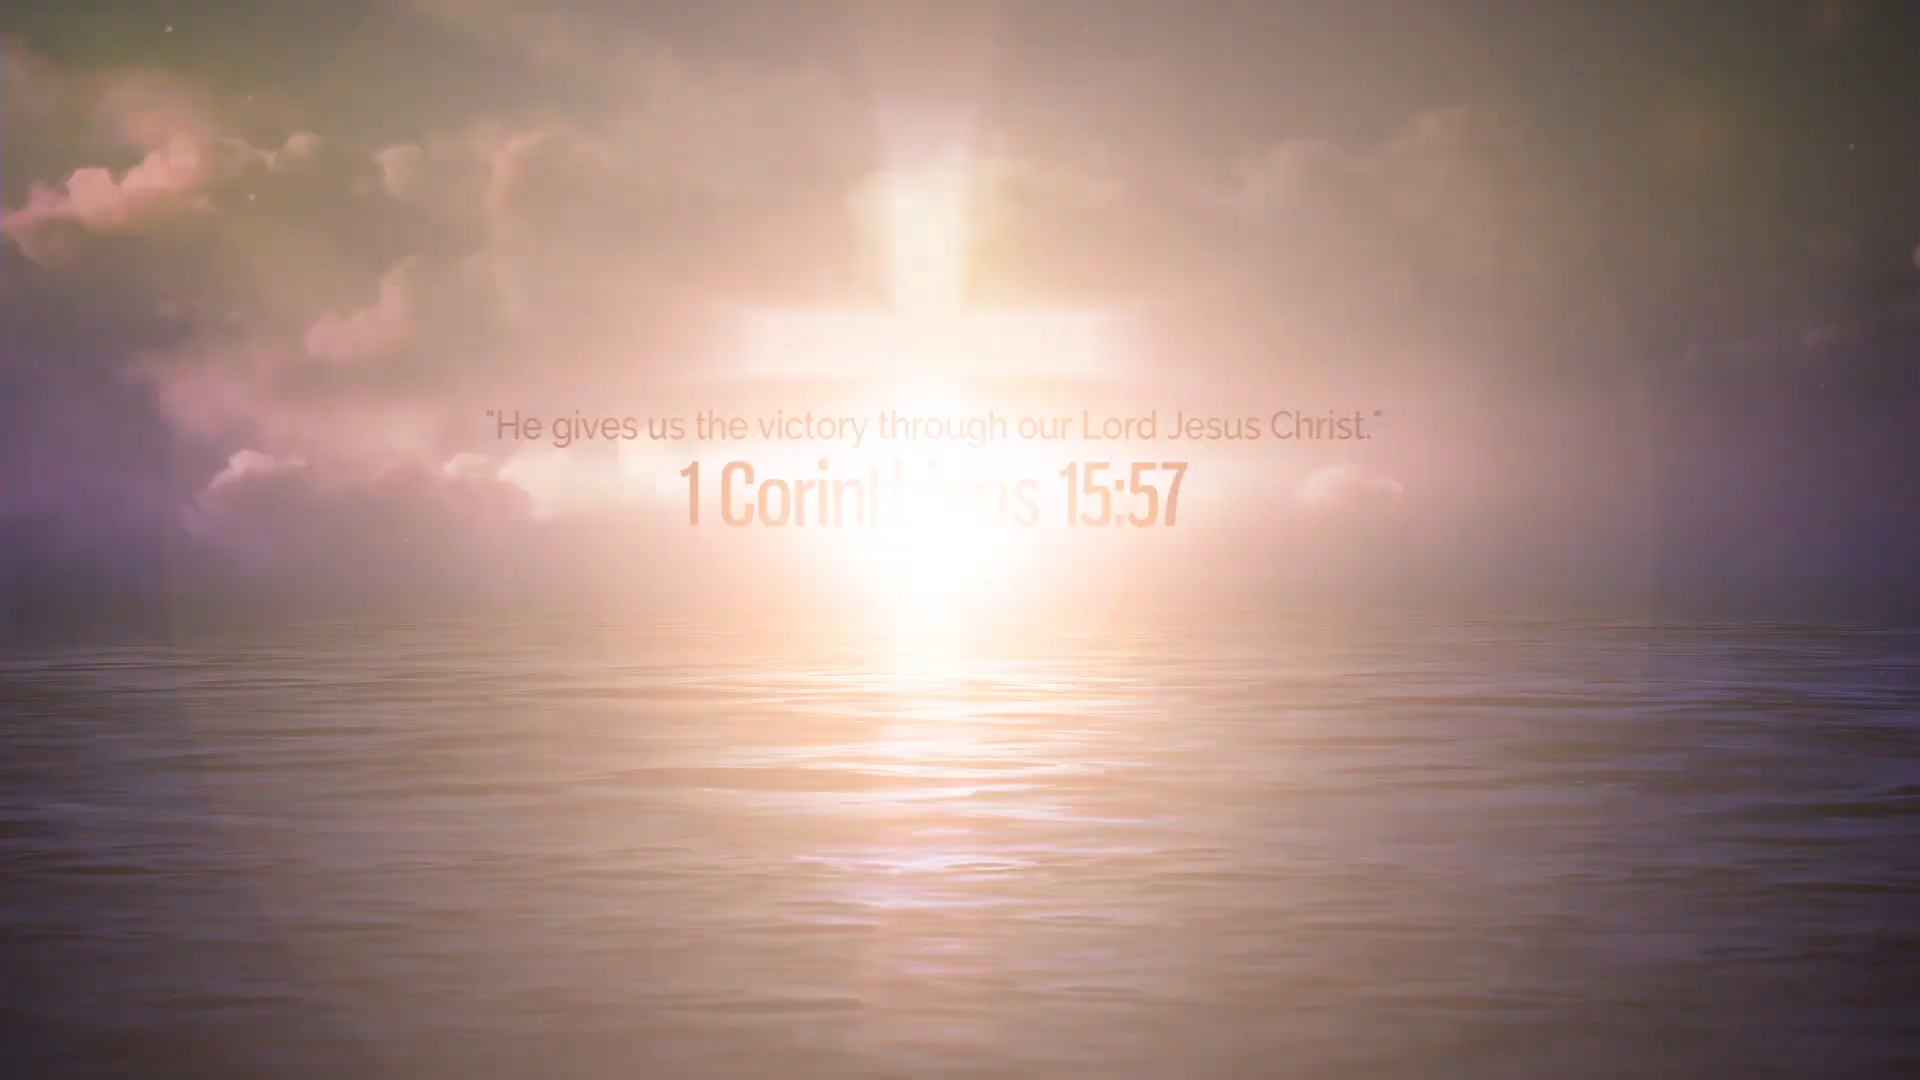 "He gives us the victory through our Lord Jesus Christ."
1 Corinthians 15:57